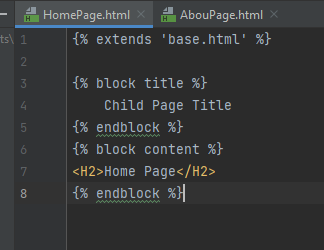 HomePage.html AbouPage.html
ts\
1 {% extends 'base.html' %}
2
3 {% block title %}
4 Child Page Title
5 {% endblock %}
6 {% block content %}
7 <H2>Home Page</H2>
8 {% endblock %}